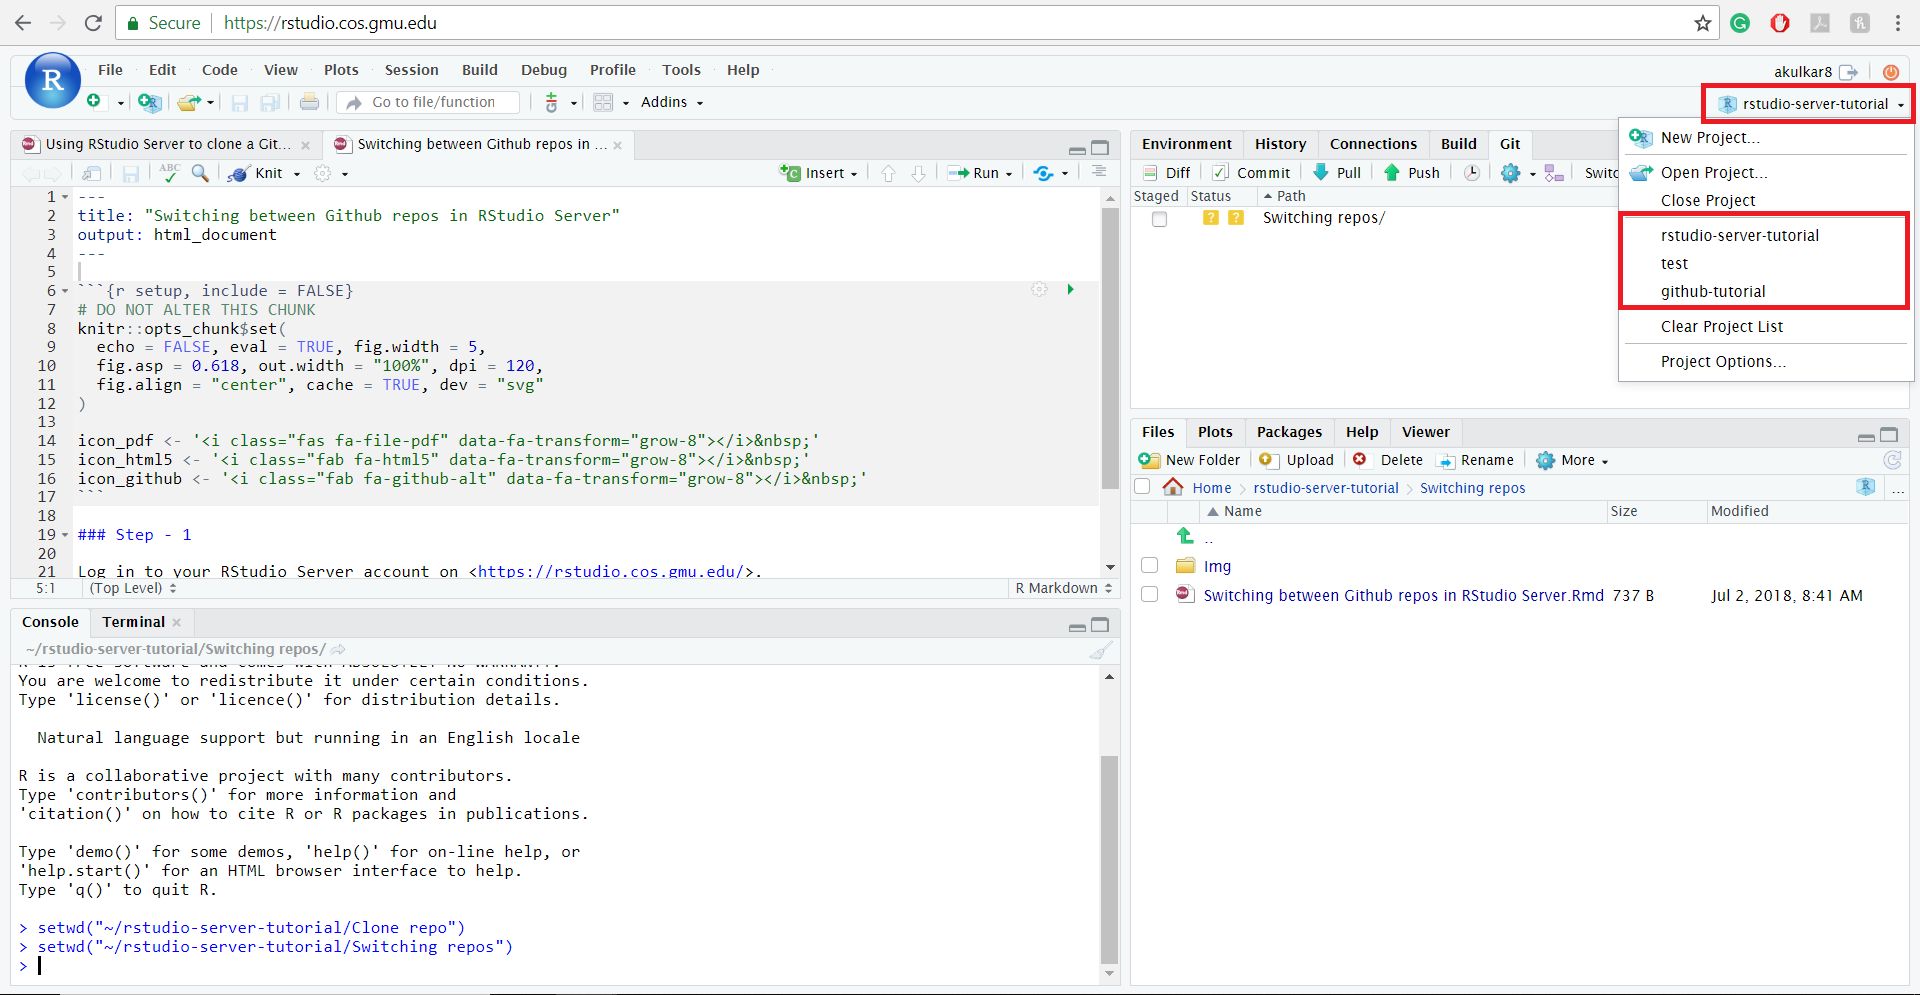 Secure https://rstudio.cos.gmu.edu
R File Edit Code View Plots Session Build Debug Profile Tools Help
akulkar8
Go to file/function Addins
rstudio-server-tutorial
New Project...
Open Project...
Close Project
rstudio-server-tutorial
test
github-tutorial
Clear Project List
Project Options...
Using RStudio Server to clone a Git... Switching between Github repos in ...
ABC Knit Insert Run
1 ---
2 title: "Switching between Github repos in RStudio Server"
3 output: html_document
4 ---
5
6 ```{r setup, include = FALSE}
7 # DO NOT ALTER THIS CHUNK
8 knitr::opts_chunk$set(
9 echo = FALSE, eval = TRUE, fig.width = 5,
10 fig.asp = 0.618, out.width = "100%", dpi = 120,
11 fig.align = "center", cache = TRUE, dev = "svg"
12 )
13
14 icon_pdf <- '<i class="fas fa-file-pdf" data-fa-transform="grow-8"></i>&nbsp;'
15 icon_html5 <- '<i class="fab fa-html5" data-fa-transform="grow-8"></i>&nbsp;'
16 icon_github <- '<i class="fab fa-github-alt" data-fa-transform="grow-8"></i>&nbsp;'
17 ```
18
19 ### Step - 1
20
21 Log in to your RStudio Server account on <https://rstudio.cos.gmu.edu/>.
5:1 (Top Level) R Markdown
Console Terminal
~/rstudio-server-tutorial/Switching repos/
R is free software and comes with ABSOLUTELY NO WARRANTY.
You are welcome to redistribute it under certain conditions.
Type 'license()' or 'licence()' for distribution details.
Natural language support but running in an English locale
R is a collaborative project with many contributors.
Type 'contributors()' for more information and
'citation()' on how to cite R or R packages in publications.
Type 'demo()' for some demos, 'help()' for on-line help, or
'help.start()' for an HTML browser interface to help.
Type 'q()' to quit R.
> setwd("~/rstudio-server-tutorial/Clone repo")
> setwd("~/rstudio-server-tutorial/Switching repos")
>
Environment History Connections Build Git
Diff Commit Pull Push Switc
Staged Status Path
? ? Switching repos/
Files Plots Packages Help Viewer
New Folder Upload Delete Rename More
Home rstudio-server-tutorial Switching repos ...
Name Size Modified
..
Img
Switching between Github repos in RStudio Server.Rmd 737 B Jul 2, 2018, 8:41 AM